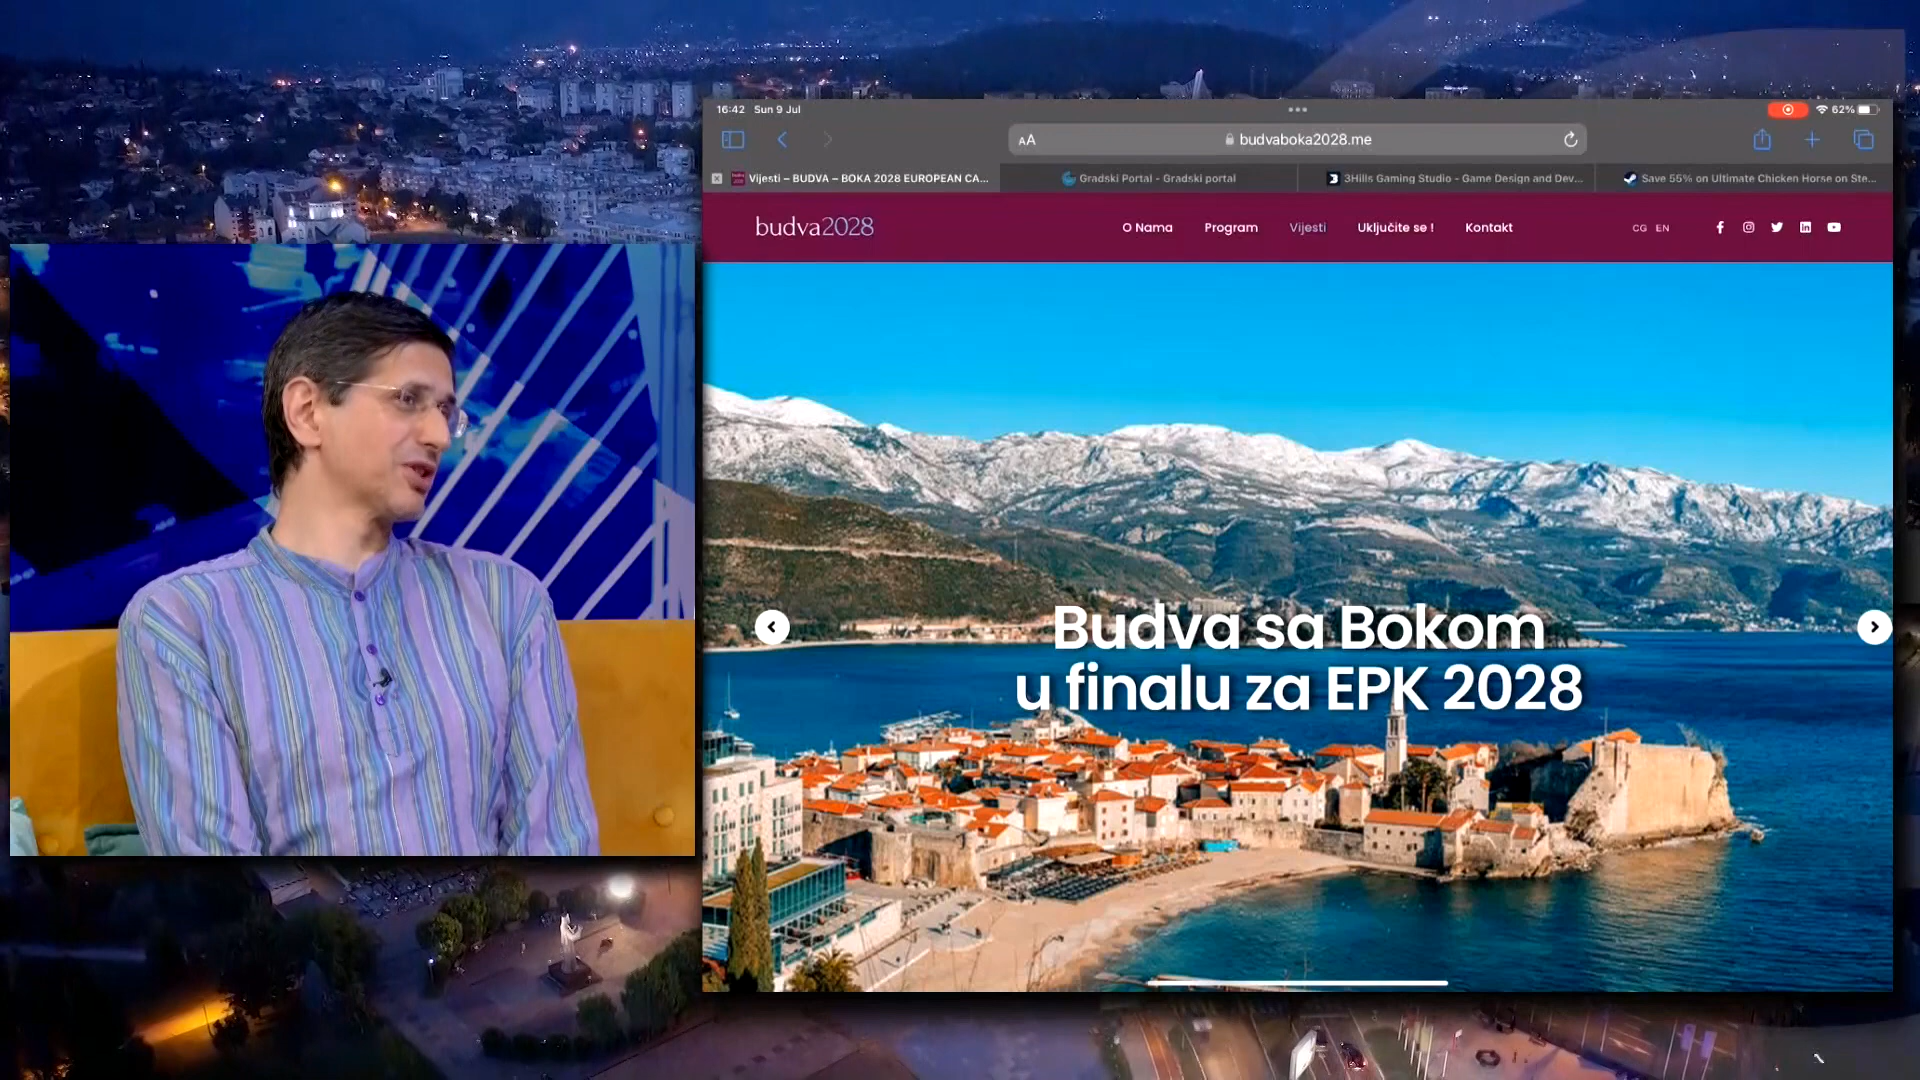 16:42 Sun 9 Jul
62%
AA
budvaboka2028.me
Vijesti – BUDVA – BOKA 2028 EUROPEAN CA...
Gradski Portal - Gradski portal
3Hills Gaming Studio - Game Design and Dev...
Save 55% on Ultimate Chicken Horse on Ste...
budva2028
O Nama
Program
Vijesti
Uključite se !
Kontakt
CG EN
Budva sa Bokom
u finalu za EPK 2028